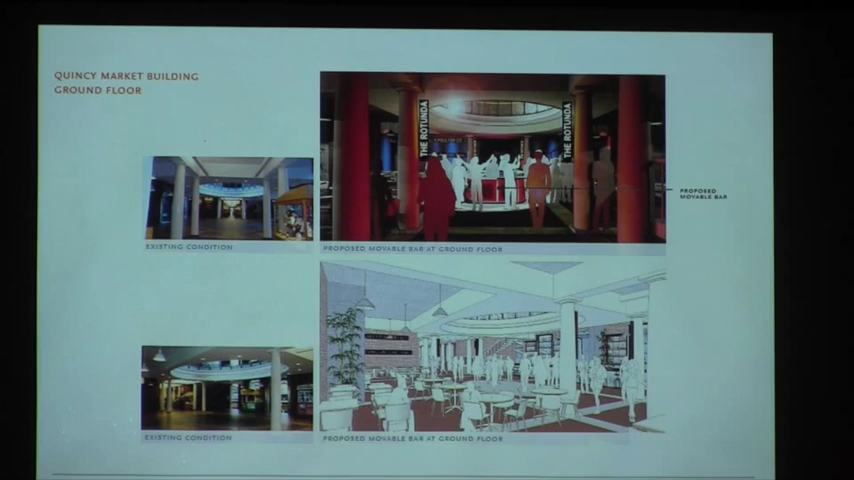 QUINCY MARKET BUILDING
GROUND FLOOR
THE ROTUNDA
THE ROTUNDA
PROPOSED
MOVABLE BAR
EXISTING CONDITION
PROPOSED MOVABLE BAR AT GROUND FLOOR
EXISTING CONDITION
PROPOSED MOVABLE BAR AT GROUND FLOOR